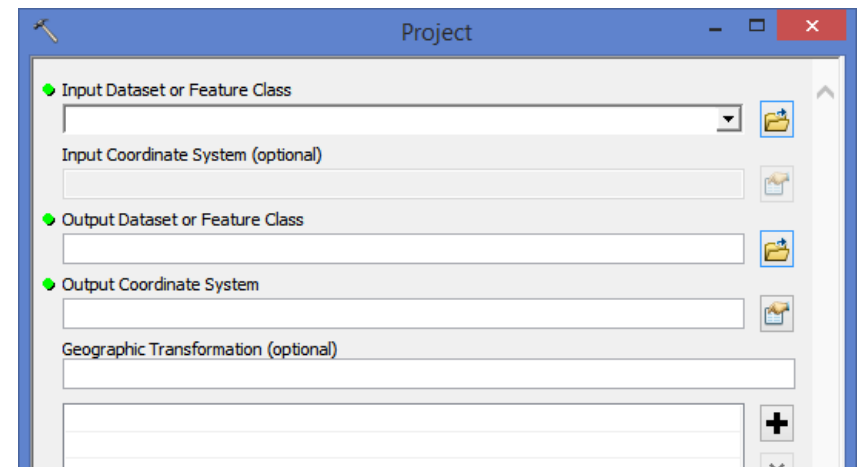 Project
Input Dataset or Feature Class
Input Coordinate System (optional)
Output Dataset or Feature Class
Output Coordinate System
Geographic Transformation (optional)